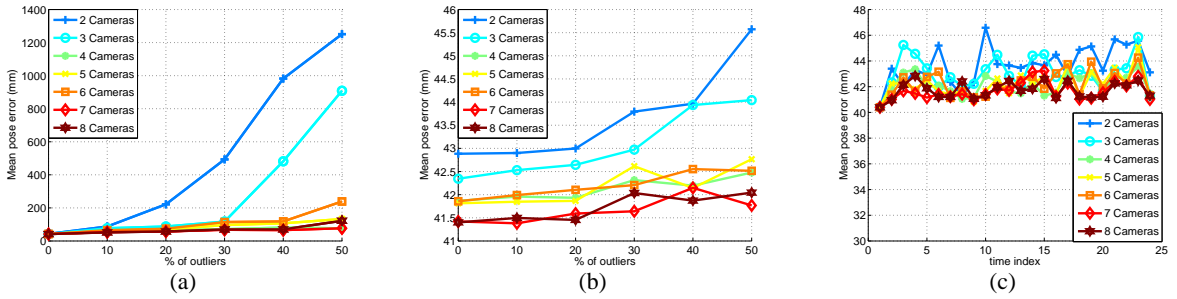 1400
1200
1000
800
600
400
200
0
Mean pose error (mm)
2 Cameras
3 Cameras
4 Cameras
5 Cameras
6 Cameras
7 Cameras
8 Cameras
0 10 20 30 40 50
% of outliers
(a)
46
45.5
45
44.5
44
43.5
43
42.5
42
41.5
41
Mean pose error (mm)
2 Cameras
3 Cameras
4 Cameras
5 Cameras
6 Cameras
7 Cameras
8 Cameras
0 10 20 30 40 50
% of outliers
(b)
48
46
44
42
40
38
36
34
32
30
Mean pose error (mm)
2 Cameras
3 Cameras
4 Cameras
5 Cameras
6 Cameras
7 Cameras
8 Cameras
0 5 10 15 20 25
time index
(c)